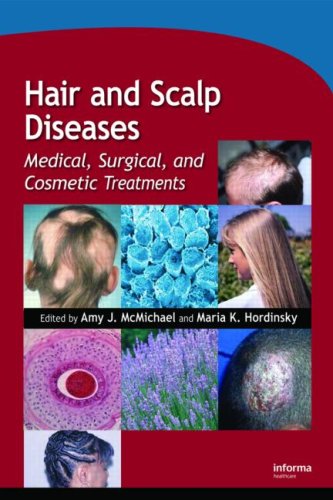 Hair and Scalp
Diseases
Medical, Surgical, and
Cosmetic Treatments
Edited by Amy J. McMichael and Maria K. Hordinsky
informa
healthcare